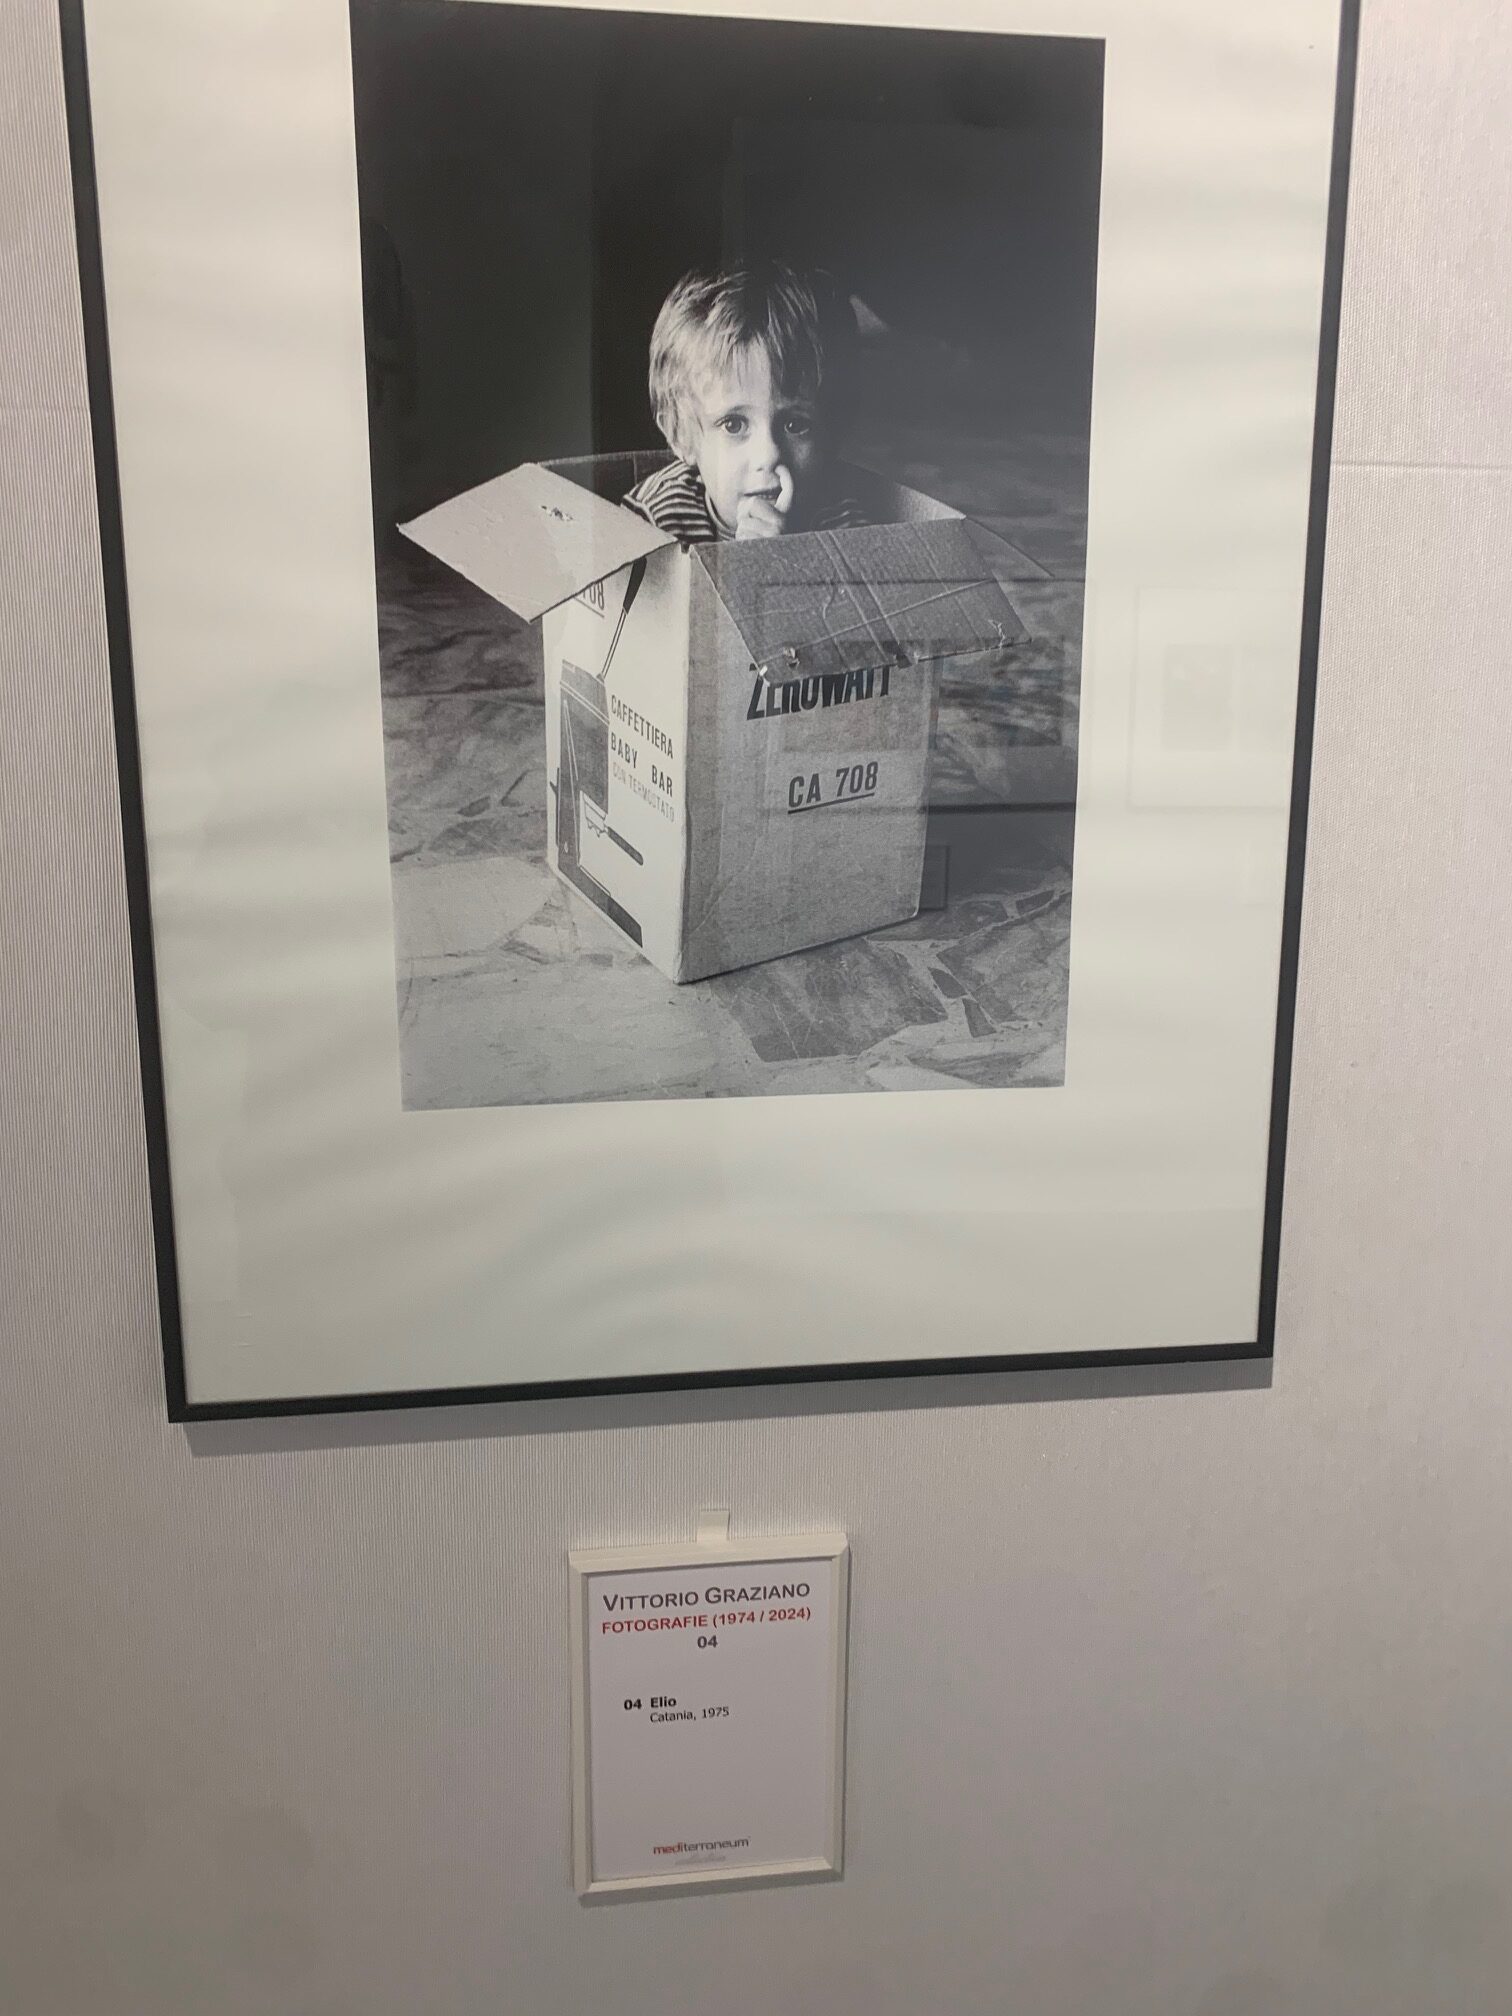 708
CAFFETTIERA
BABY BAR
CON TERMOSTATO
ZEROWATT
CA 708
VITTORIO GRAZIANO
FOTOGRAFIE (1974 / 2024)
04
04 Elio
Catania, 1975
mediterraneum